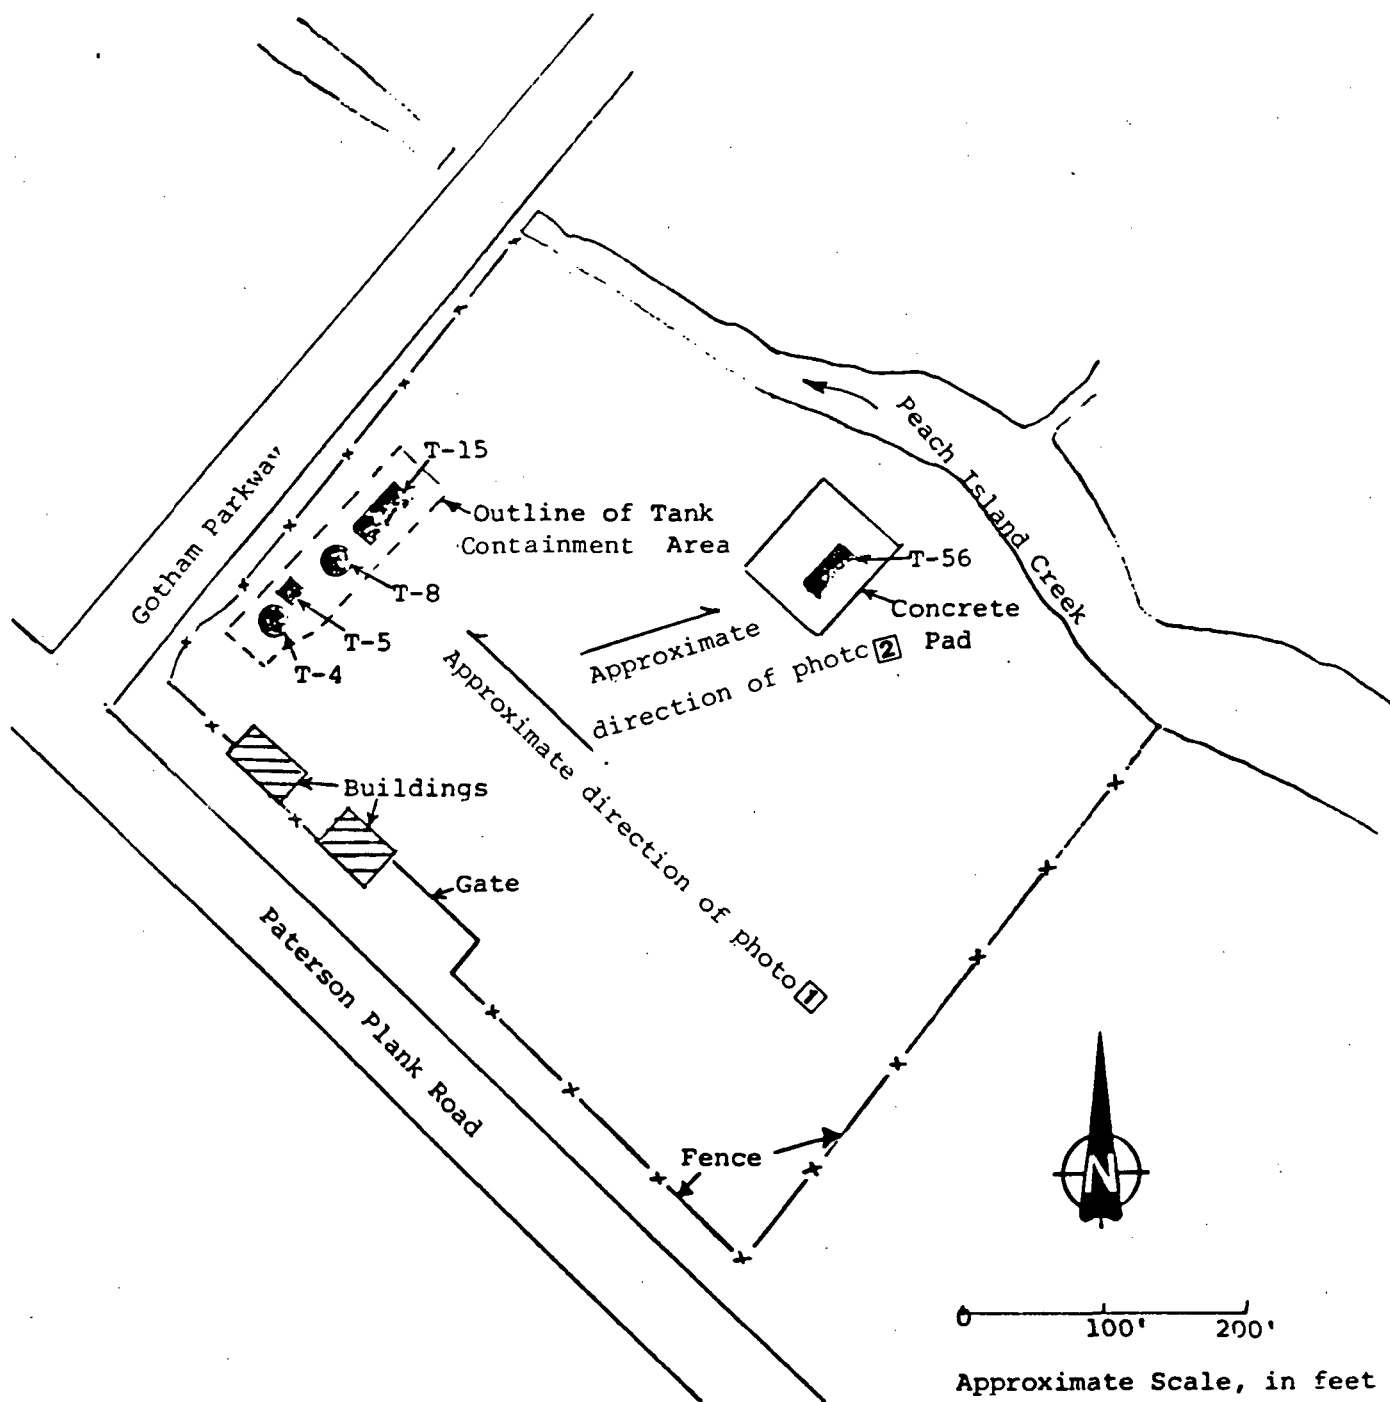 Gotham Parkway
T-15
Outline of Tank
Containment Area
T-8
T-5
T-4
Peach Island Creek
T-56
Concrete
Pad
Approximate
direction of photo 2
Approximate direction of photo 1
Buildings
Gate
Paterson Plank Road
Fence
N
0 100' 200'
Approximate Scale, in feet